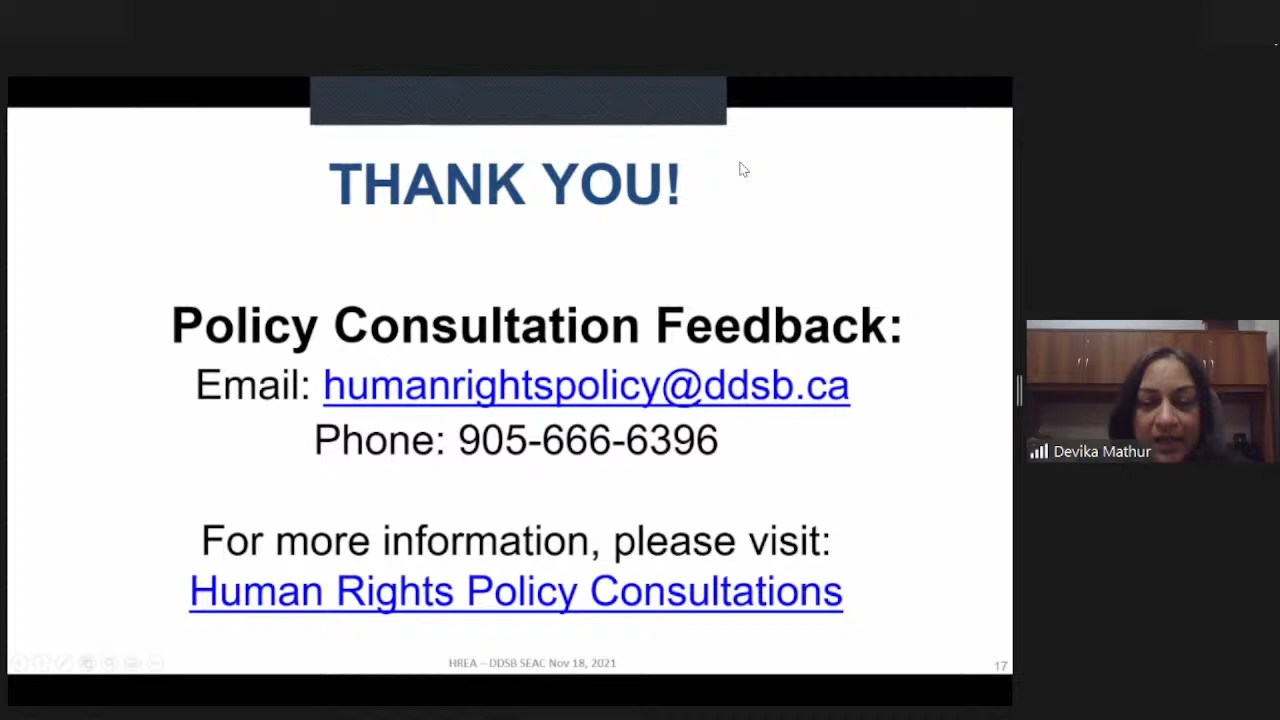 THANK YOU!
Policy Consultation Feedback:
Email: humanrightspolicy@ddsb.ca
Phone: 905-666-6396
For more information, please visit:
Human Rights Policy Consultations
HREA – DDSB SEAC Nov 18, 2021
17
Devika Mathur